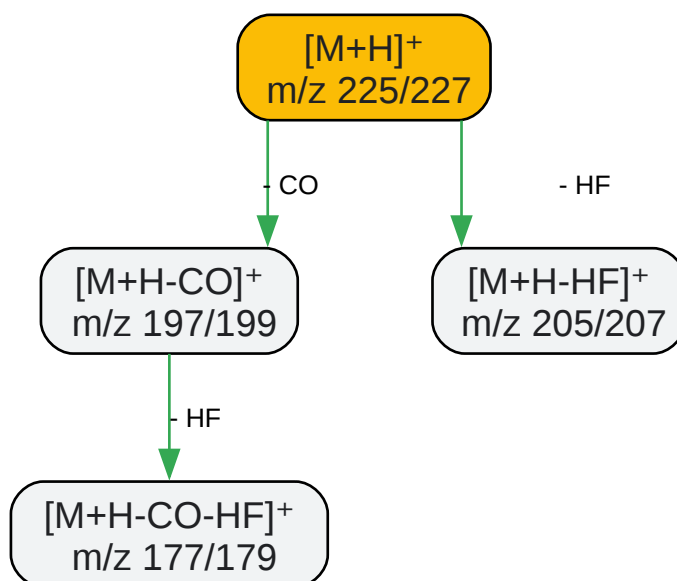 [M+H]⁺
m/z 225/227
- CO
- HF
[M+H-CO]⁺
m/z 197/199
[M+H-HF]⁺
m/z 205/207
- HF
[M+H-CO-HF]⁺
m/z 177/179